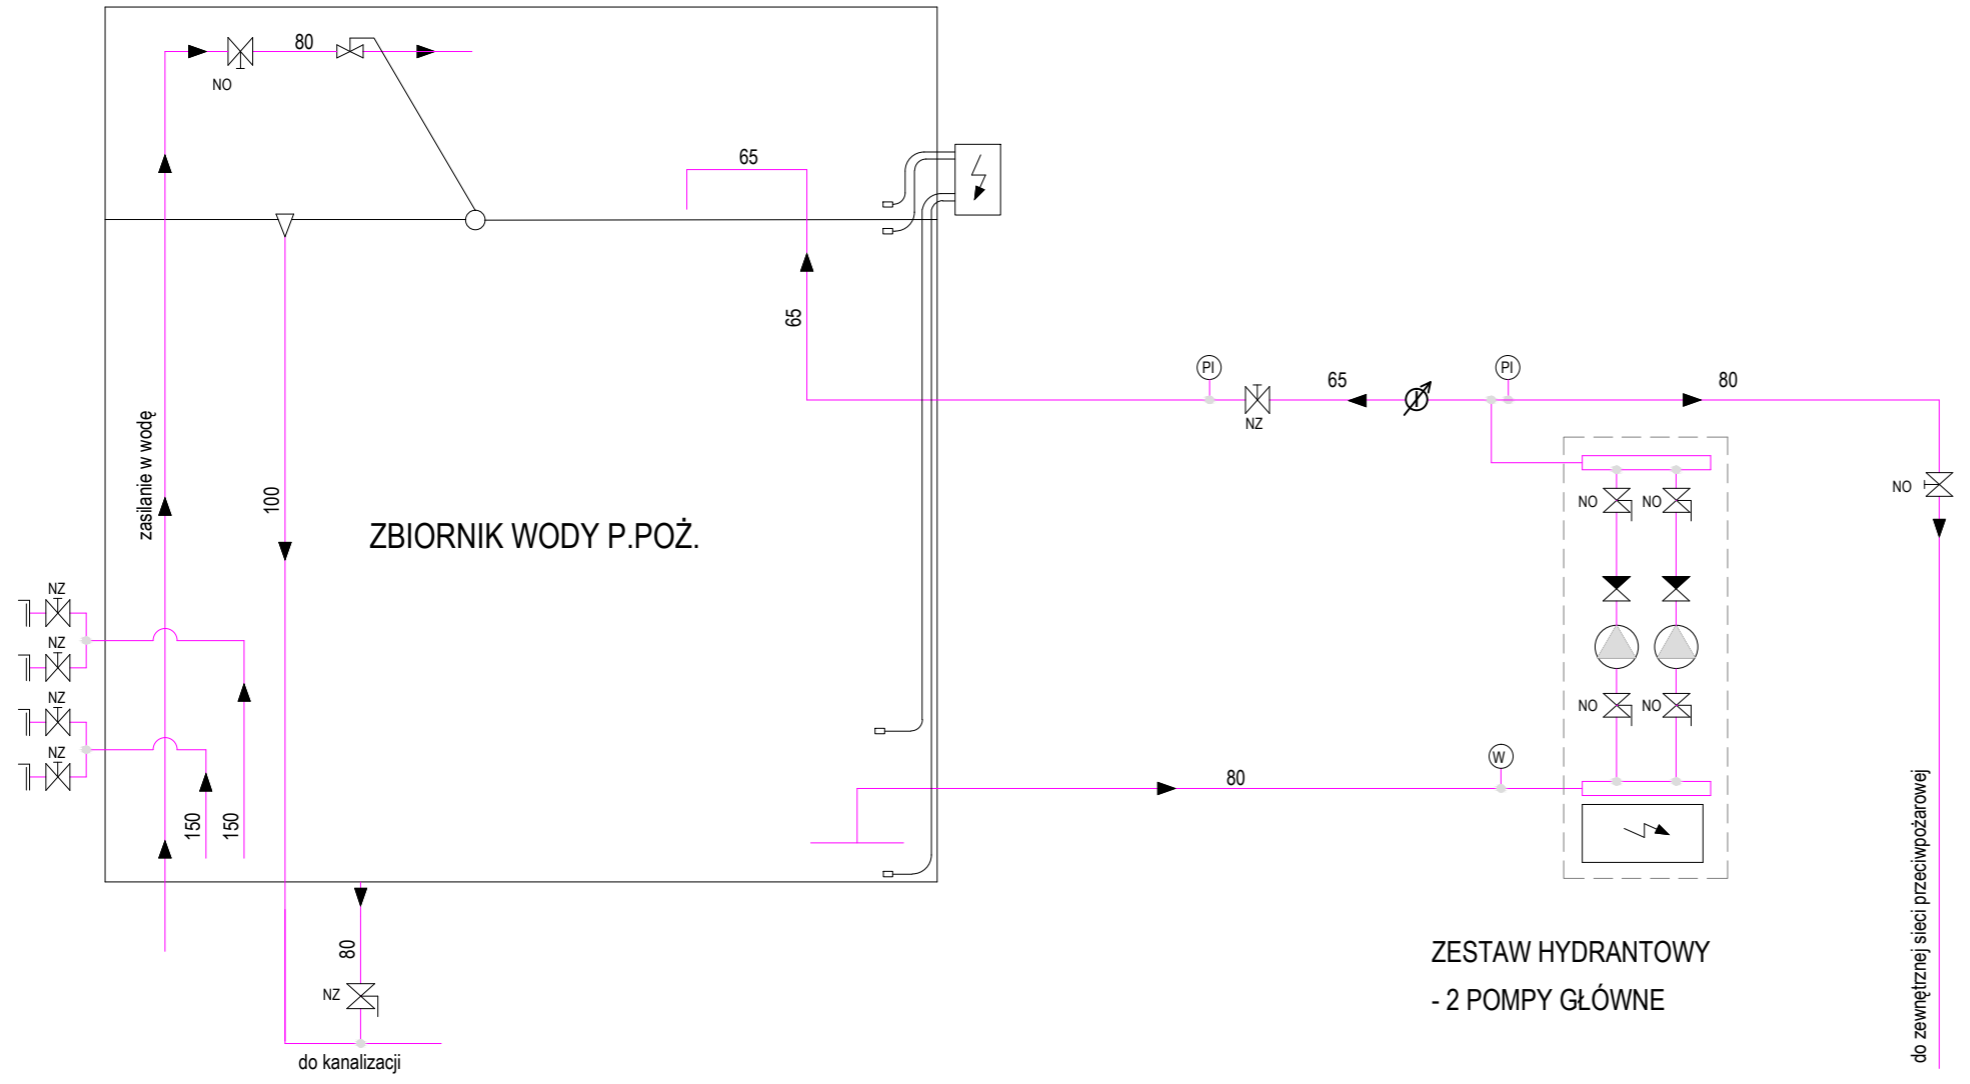 80
NO
65
65
zasilanie w wodę
100
ZBIORNIK WODY P.POŻ.
PI
NZ
65
PI
80
NO
NO
NO
NZ
NZ
NZ
NZ
150
150
NO
NO
W
80
80
NZ
do kanalizacji
ZESTAW HYDRANTOWY
- 2 POMPY GŁÓWNE
do zewnętrznej sieci przeciwpożarowej